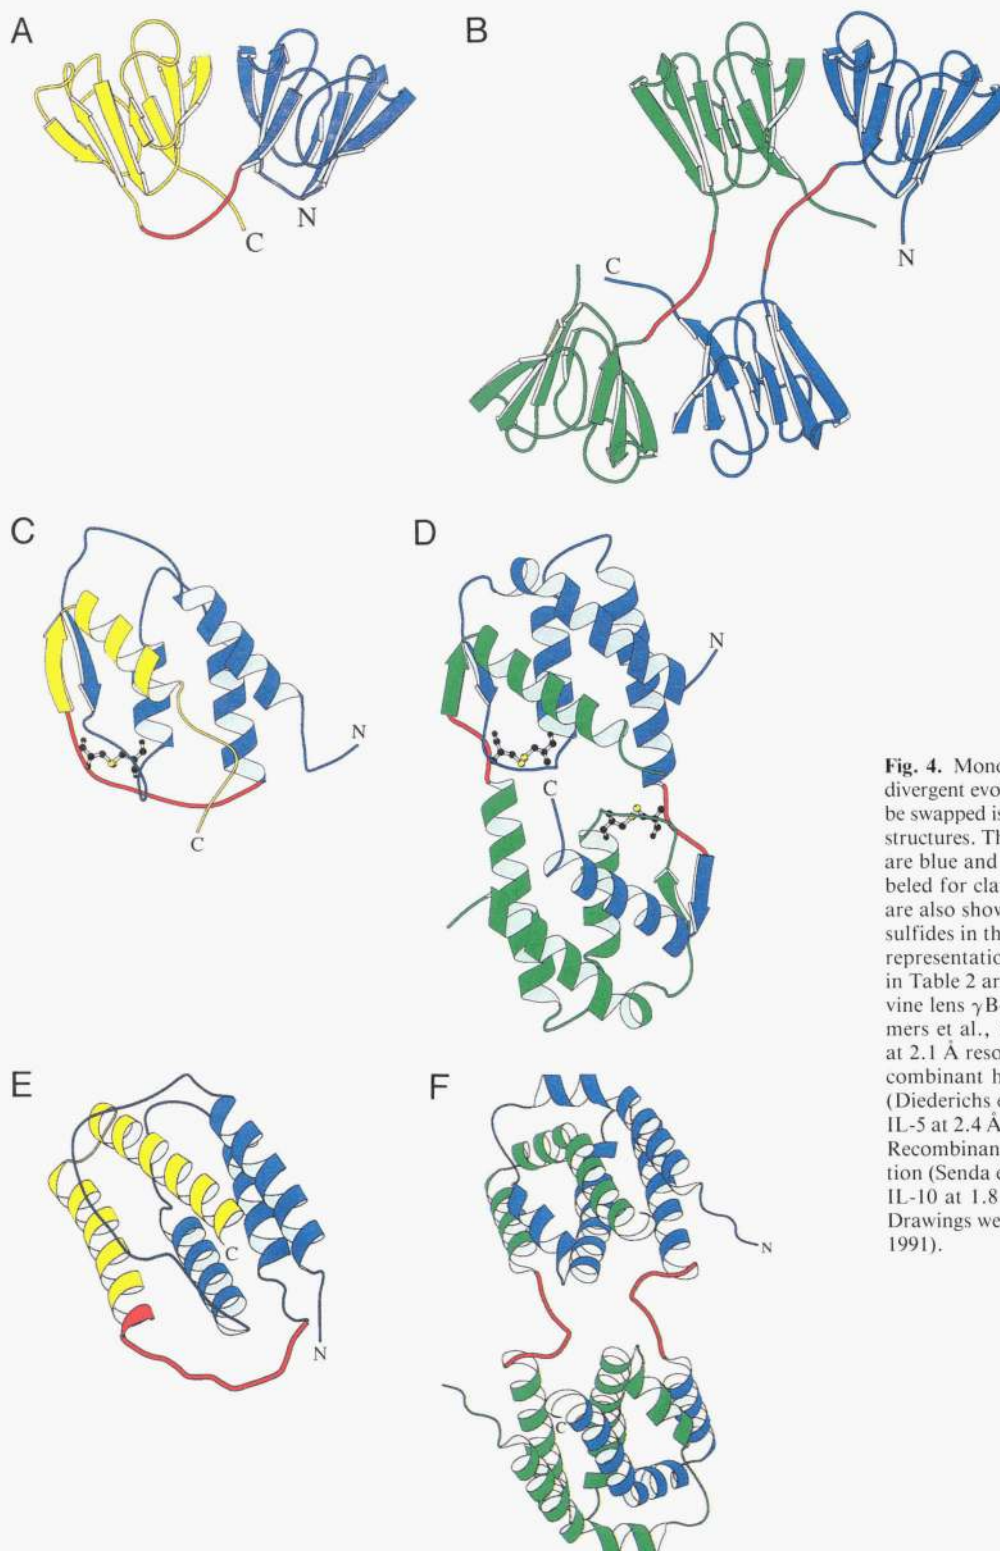 A
B
N
C
C
N
C
D
N
N
C
C
E
F
C
N
N
C
Fig. 4. Mono
divergent evo
be swapped is
structures. Th
are blue and
beled for cla
are also show
sulfides in th
representatio
in Table 2 ar
vine lens γB-
mers et al.,
at 2.1 Å reso
combinant h
(Diederichs e
IL-5 at 2.4 Å
Recombinan
tion (Senda e
IL-10 at 1.8
Drawings we
1991).